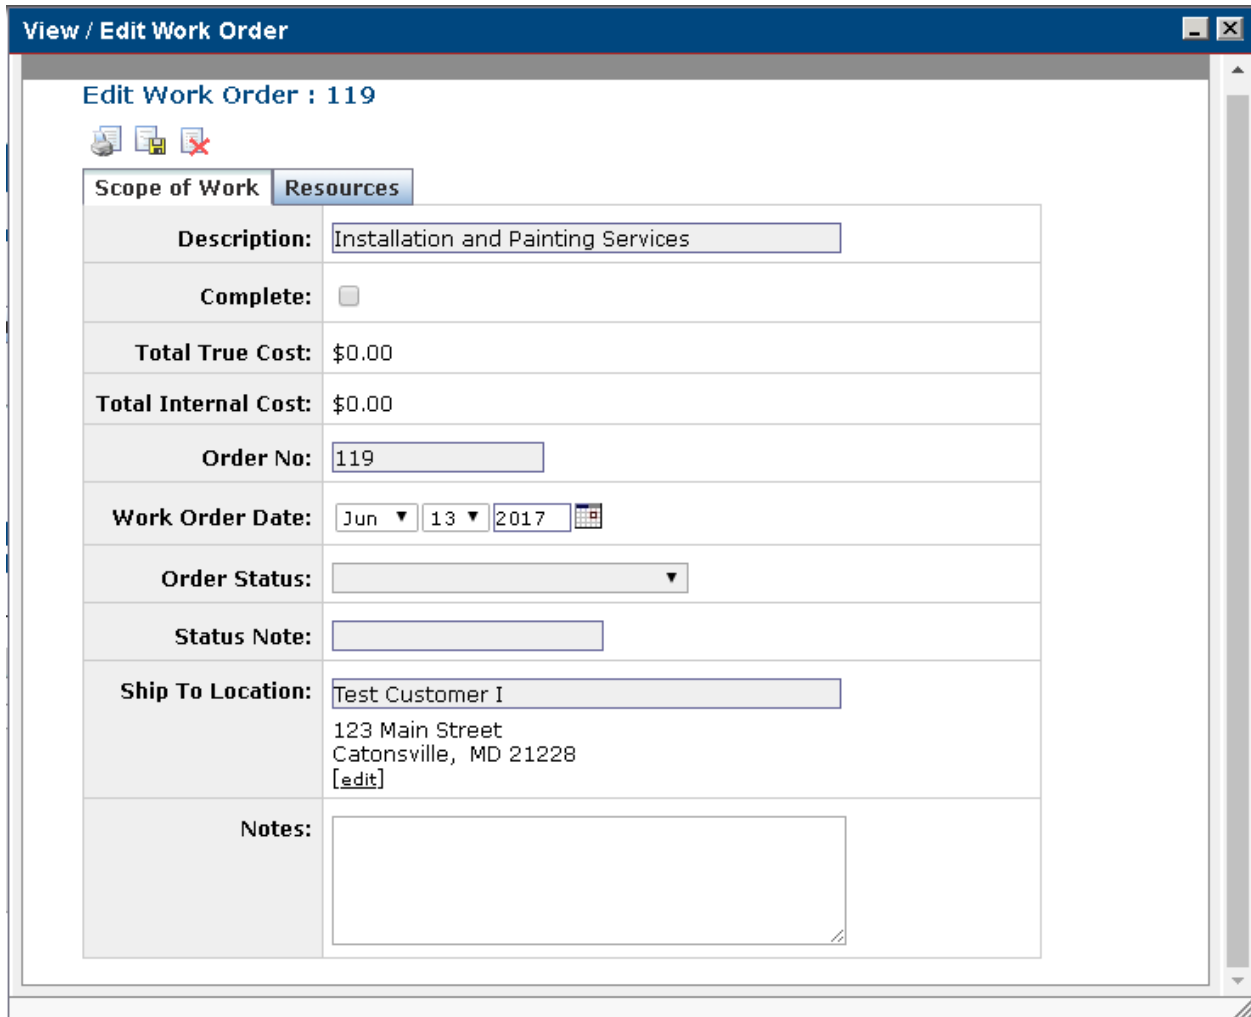 View / Edit Work Order
Edit Work Order : 119
Scope of Work Resources
Description: Installation and Painting Services
Complete:
Total True Cost: $0.00
Total Internal Cost: $0.00
Order No: 119
Work Order Date: Jun 13 2017
Order Status:
Status Note:
Ship To Location: Test Customer I
123 Main Street
Catonsville, MD 21228
[edit]
Notes: